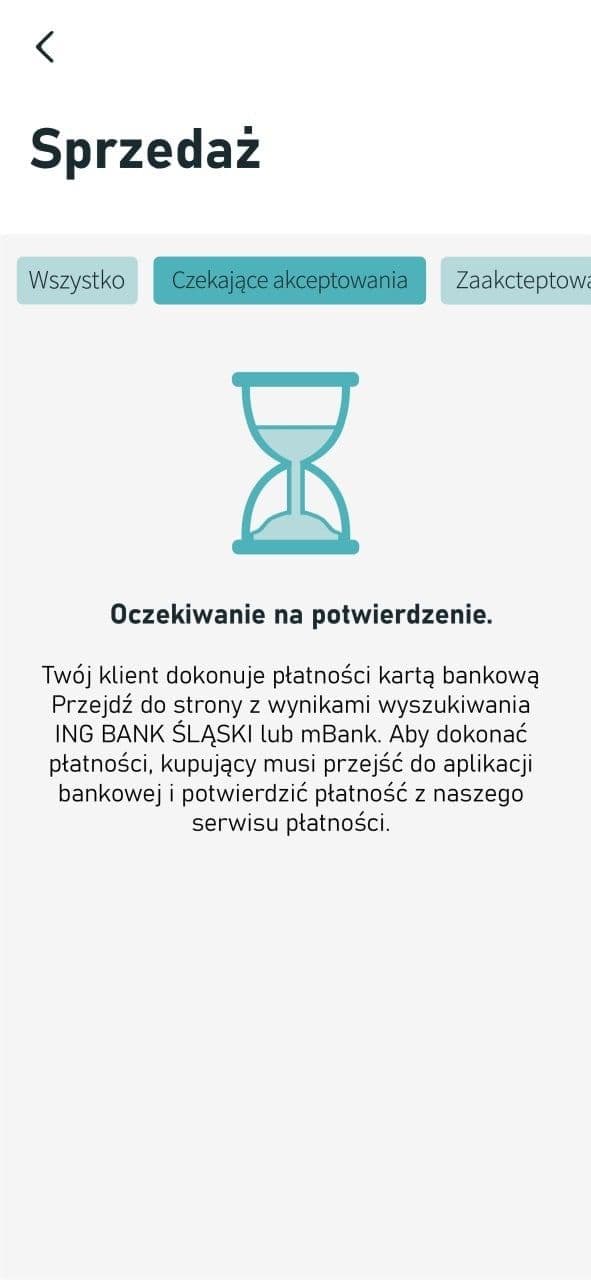 Sprzedaż
Wszystko
Czekające akceptowania
Zaakcteptowa
Oczekiwanie na potwierdzenie.
Twój klient dokonuje płatności kartą bankową
Przejdź do strony z wynikami wyszukiwania
ING BANK ŚLĄSKI lub mBank. Aby dokonać
płatności, kupujący musi przejść do aplikacji
bankowej i potwierdzić płatność z naszego
serwisu płatności.